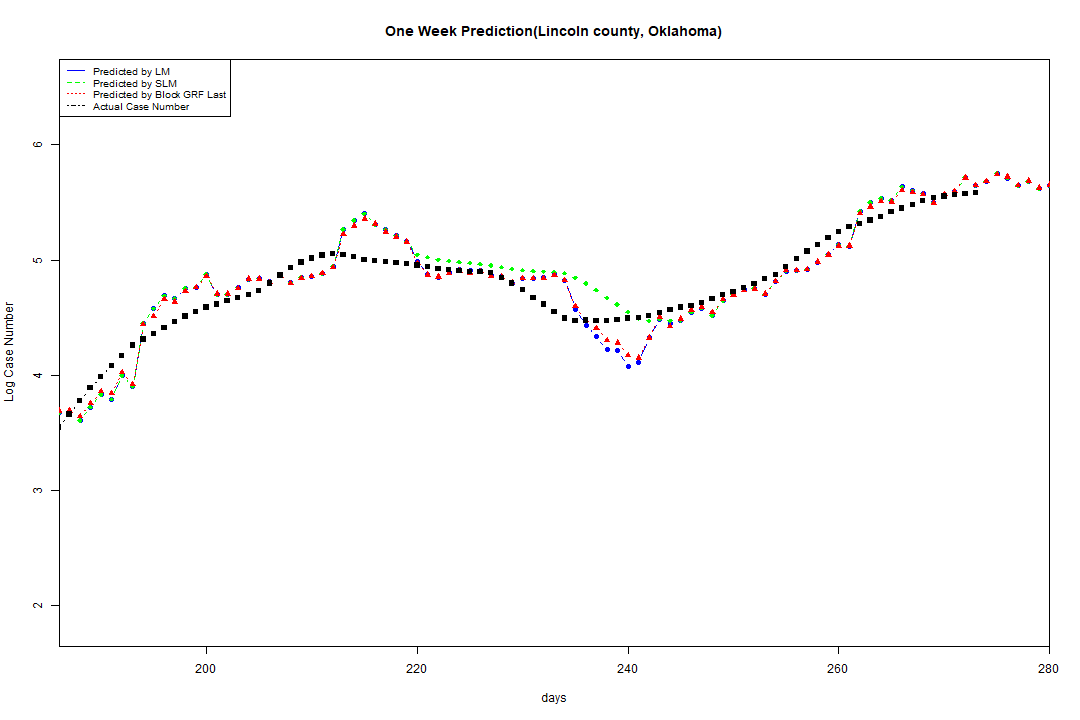 One Week Prediction(Lincoln county, Oklahoma)
Predicted by LM
Predicted by SLM
Predicted by Block GRF Last
Actual Case Number
6
5
4
3
2
Log Case Number
200 220 240 260 280
days